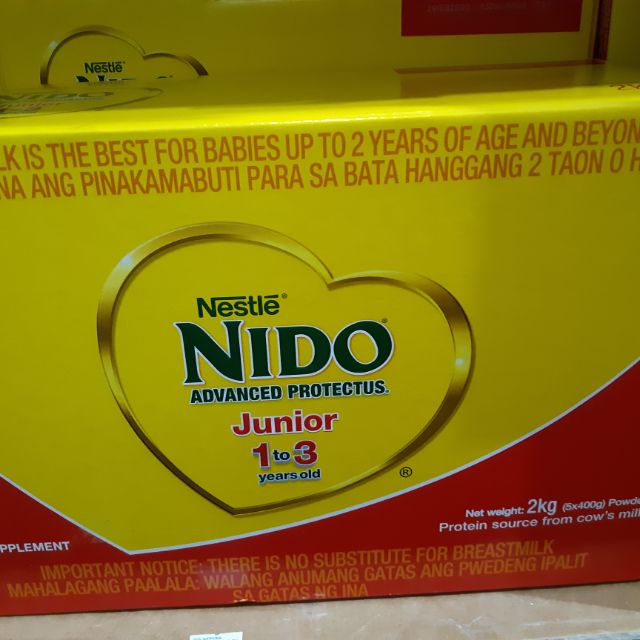 Nestlé
LK IS THE BEST FOR BABIES UP TO 2 YEARS OF AGE AND BEYON
NA ANG PINAKAMABUTI PARA SA BATA HANGGANG 2 TAON O H
Nestlé®
NIDO®
ADVANCED PROTECTUS.
Junior
1 to 3
years old
®
Net weight: 2kg (5x400g) Powde
Protein source from cow's mil
PPLEMENT
IMPORTANT NOTICE: THERE IS NO SUBSTITUTE FOR BREASTMILK
MAHALAGANG PAALALA: WALANG ANUMANG GATAS ANG PWEDENG IPALIT
SA GATAS NG INA